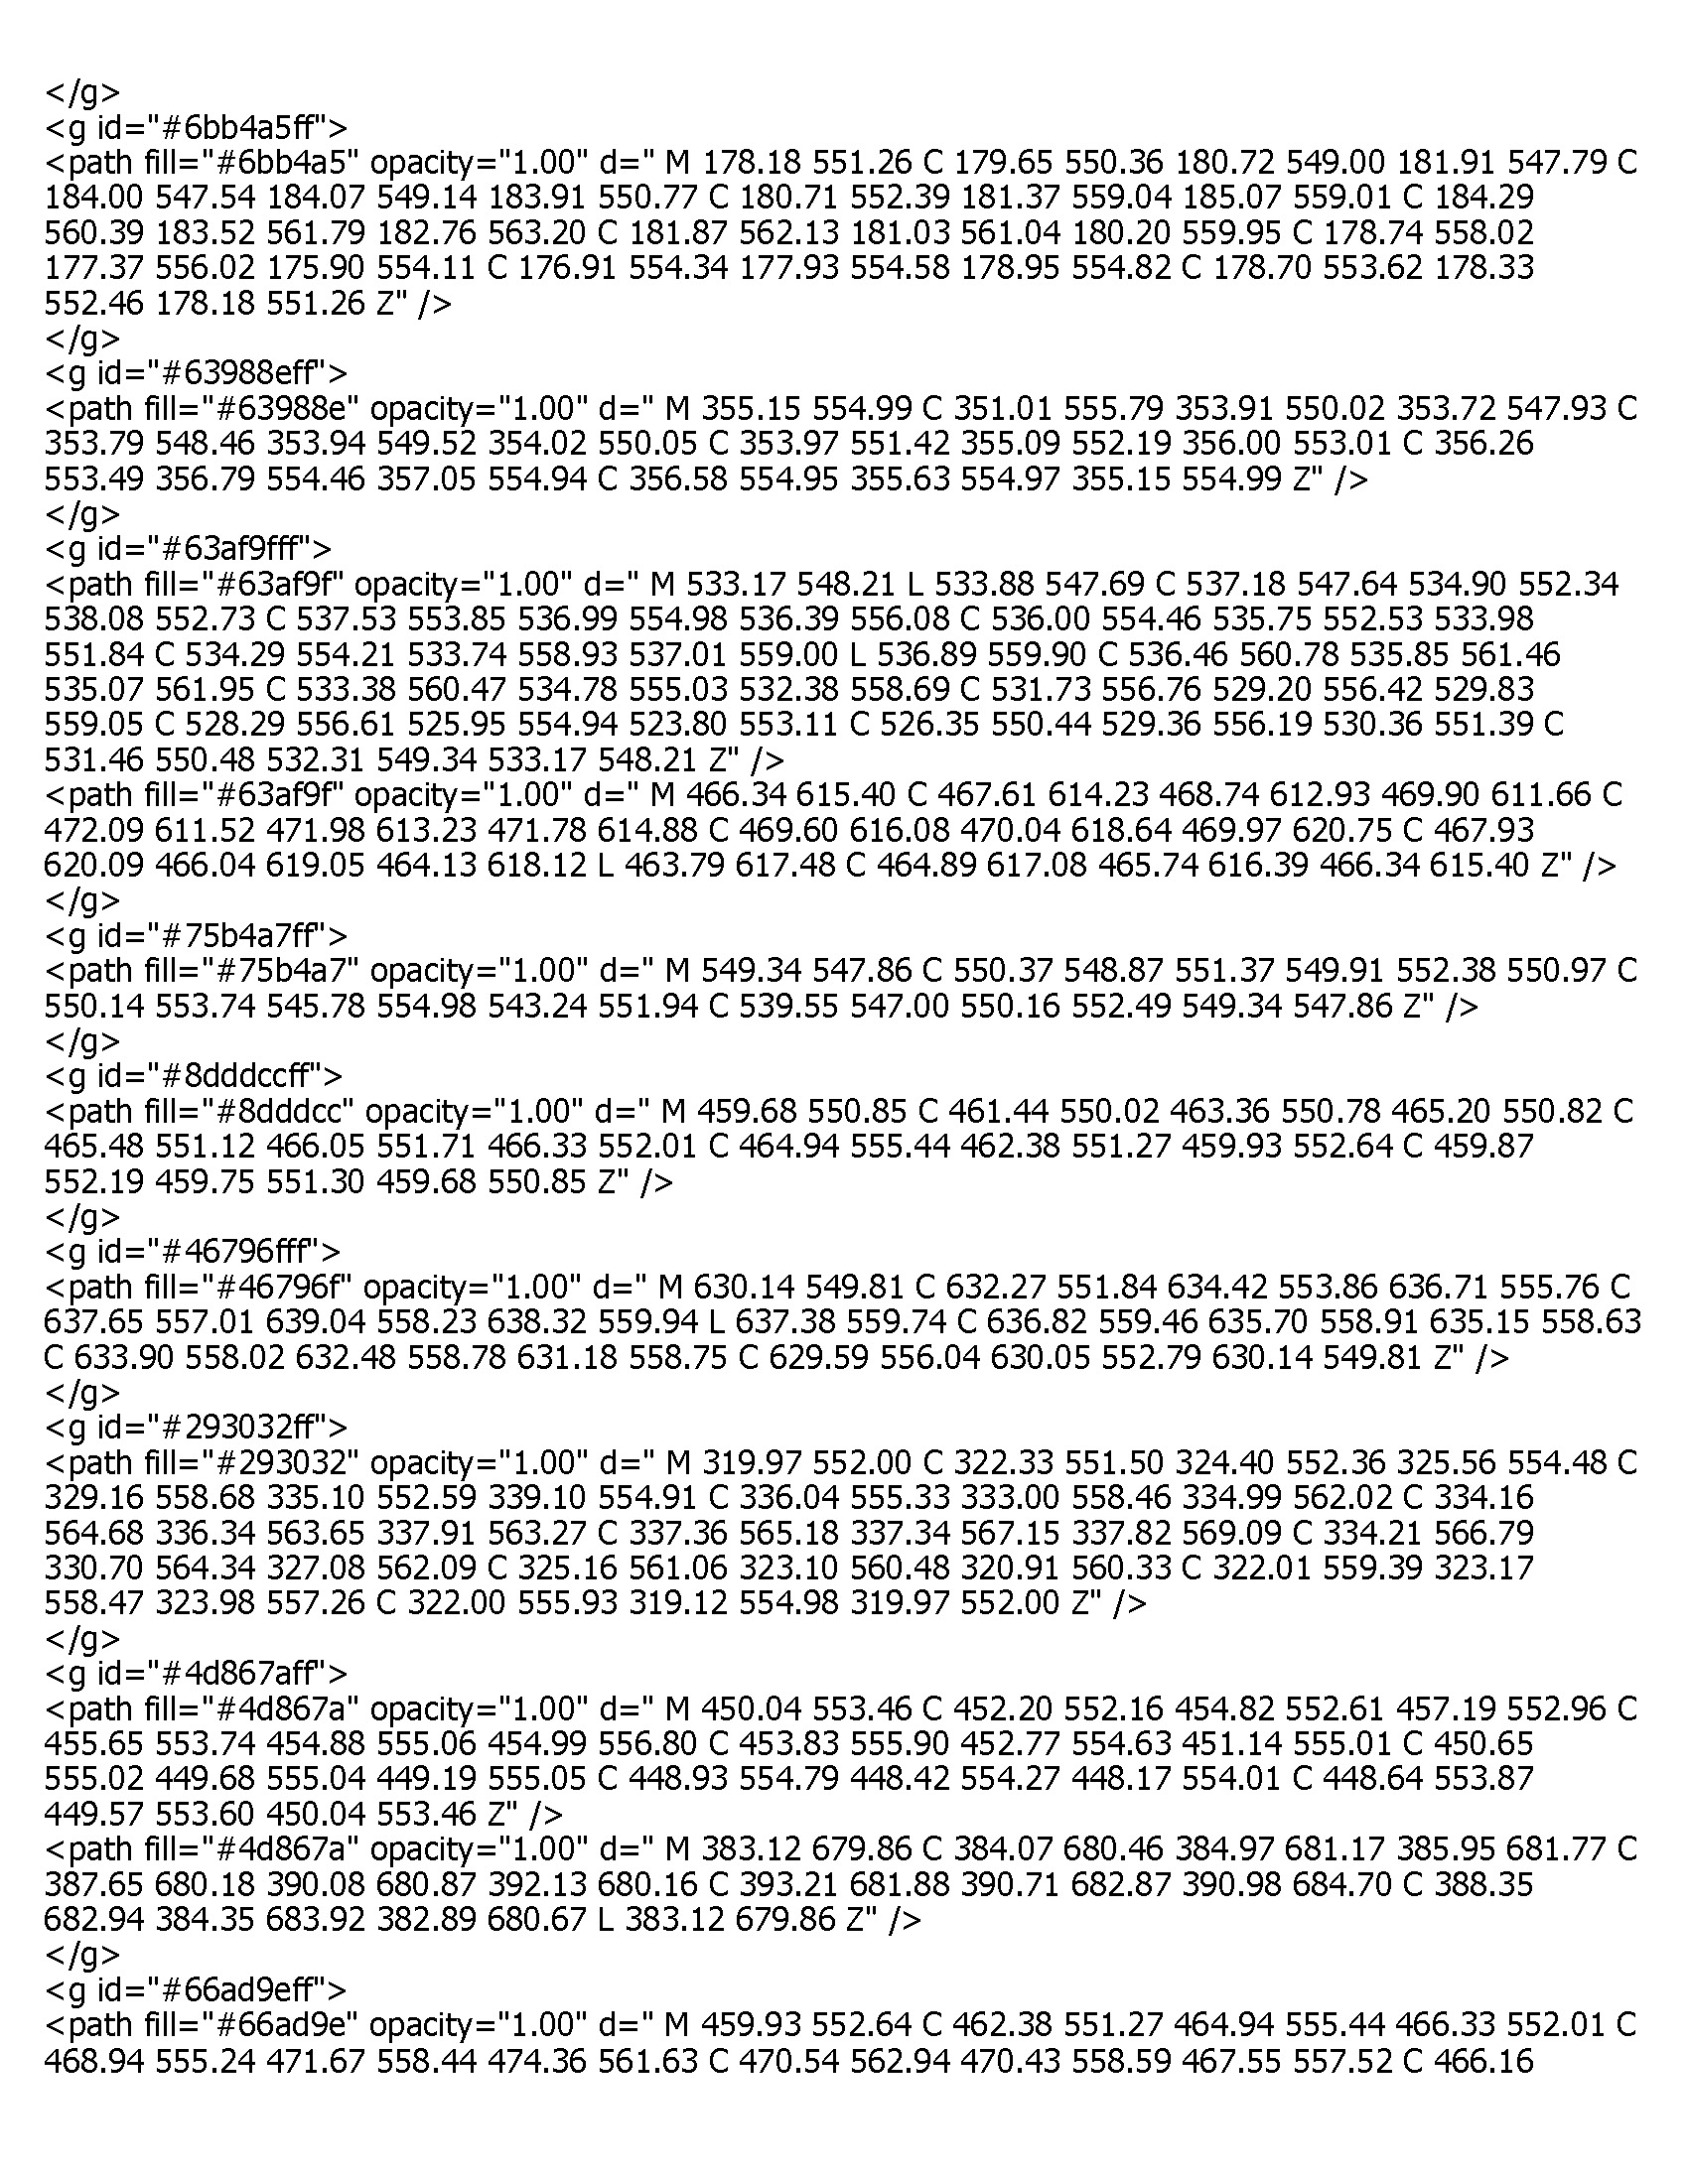 </g>
<g id="#6bb4a5ff">
<path fill="#6bb4a5" opacity="1.00" d=" M 178.18 551.26 C 179.65 550.36 180.72 549.00 181.91 547.79 C
184.00 547.54 184.07 549.14 183.91 550.77 C 180.71 552.39 181.37 559.04 185.07 559.01 C 184.29
560.39 183.52 561.79 182.76 563.20 C 181.87 562.13 181.03 561.04 180.20 559.95 C 178.74 558.02
177.37 556.02 175.90 554.11 C 176.91 554.34 177.93 554.58 178.95 554.82 C 178.70 553.62 178.33
552.46 178.18 551.26 Z" />
</g>
<g id="#63988eff">
<path fill="#63988e" opacity="1.00" d=" M 355.15 554.99 C 351.01 555.79 353.91 550.02 353.72 547.93 C
353.79 548.46 353.94 549.52 354.02 550.05 C 353.97 551.42 355.09 552.19 356.00 553.01 C 356.26
553.49 356.79 554.46 357.05 554.94 C 356.58 554.95 355.63 554.97 355.15 554.99 Z" />
</g>
<g id="#63af9fff">
<path fill="#63af9f" opacity="1.00" d=" M 533.17 548.21 L 533.88 547.69 C 537.18 547.64 534.90 552.34
538.08 552.73 C 537.53 553.85 536.99 554.98 536.39 556.08 C 536.00 554.46 535.75 552.53 533.98
551.84 C 534.29 554.21 533.74 558.93 537.01 559.00 L 536.89 559.90 C 536.46 560.78 535.85 561.46
535.07 561.95 C 533.38 560.47 534.78 555.03 532.38 558.69 C 531.73 556.76 529.20 556.42 529.83
559.05 C 528.29 556.61 525.95 554.94 523.80 553.11 C 526.35 550.44 529.36 556.19 530.36 551.39 C
531.46 550.48 532.31 549.34 533.17 548.21 Z" />
<path fill="#63af9f" opacity="1.00" d=" M 466.34 615.40 C 467.61 614.23 468.74 612.93 469.90 611.66 C
472.09 611.52 471.98 613.23 471.78 614.88 C 469.60 616.08 470.04 618.64 469.97 620.75 C 467.93
620.09 466.04 619.05 464.13 618.12 L 463.79 617.48 C 464.89 617.08 465.74 616.39 466.34 615.40 Z" />
</g>
<g id="#75b4a7ff">
<path fill="#75b4a7" opacity="1.00" d=" M 549.34 547.86 C 550.37 548.87 551.37 549.91 552.38 550.97 C
550.14 553.74 545.78 554.98 543.24 551.94 C 539.55 547.00 550.16 552.49 549.34 547.86 Z" />
</g>
<g id="#8dddccff">
<path fill="#8dddcc" opacity="1.00" d=" M 459.68 550.85 C 461.44 550.02 463.36 550.78 465.20 550.82 C
465.48 551.12 466.05 551.71 466.33 552.01 C 464.94 555.44 462.38 551.27 459.93 552.64 C 459.87
552.19 459.75 551.30 459.68 550.85 Z" />
</g>
<g id="#46796fff">
<path fill="#46796f" opacity="1.00" d=" M 630.14 549.81 C 632.27 551.84 634.42 553.86 636.71 555.76 C
637.65 557.01 639.04 558.23 638.32 559.94 L 637.38 559.74 C 636.82 559.46 635.70 558.91 635.15 558.63
C 633.90 558.02 632.48 558.78 631.18 558.75 C 629.59 556.04 630.05 552.79 630.14 549.81 Z" />
</g>
<g id="#293032ff">
<path fill="#293032" opacity="1.00" d=" M 319.97 552.00 C 322.33 551.50 324.40 552.36 325.56 554.48 C
329.16 558.68 335.10 552.59 339.10 554.91 C 336.04 555.33 333.00 558.46 334.99 562.02 C 334.16
564.68 336.34 563.65 337.91 563.27 C 337.36 565.18 337.34 567.15 337.82 569.09 C 334.21 566.79
330.70 564.34 327.08 562.09 C 325.16 561.06 323.10 560.48 320.91 560.33 C 322.01 559.39 323.17
558.47 323.98 557.26 C 322.00 555.93 319.12 554.98 319.97 552.00 Z" />
</g>
<g id="#4d867aff">
<path fill="#4d867a" opacity="1.00" d=" M 450.04 553.46 C 452.20 552.16 454.82 552.61 457.19 552.96 C
455.65 553.74 454.88 555.06 454.99 556.80 C 453.83 555.90 452.77 554.63 451.14 555.01 C 450.65
555.02 449.68 555.04 449.19 555.05 C 448.93 554.79 448.42 554.27 448.17 554.01 C 448.64 553.87
449.57 553.60 450.04 553.46 Z" />
<path fill="#4d867a" opacity="1.00" d=" M 383.12 679.86 C 384.07 680.46 384.97 681.17 385.95 681.77 C
387.65 680.18 390.08 680.87 392.13 680.16 C 393.21 681.88 390.71 682.87 390.98 684.70 C 388.35
682.94 384.35 683.92 382.89 680.67 L 383.12 679.86 Z" />
</g>
<g id="#66ad9eff">
<path fill="#66ad9e" opacity="1.00" d=" M 459.93 552.64 C 462.38 551.27 464.94 555.44 466.33 552.01 C
468.94 555.24 471.67 558.44 474.36 561.63 C 470.54 562.94 470.43 558.59 467.55 557.52 C 466.16